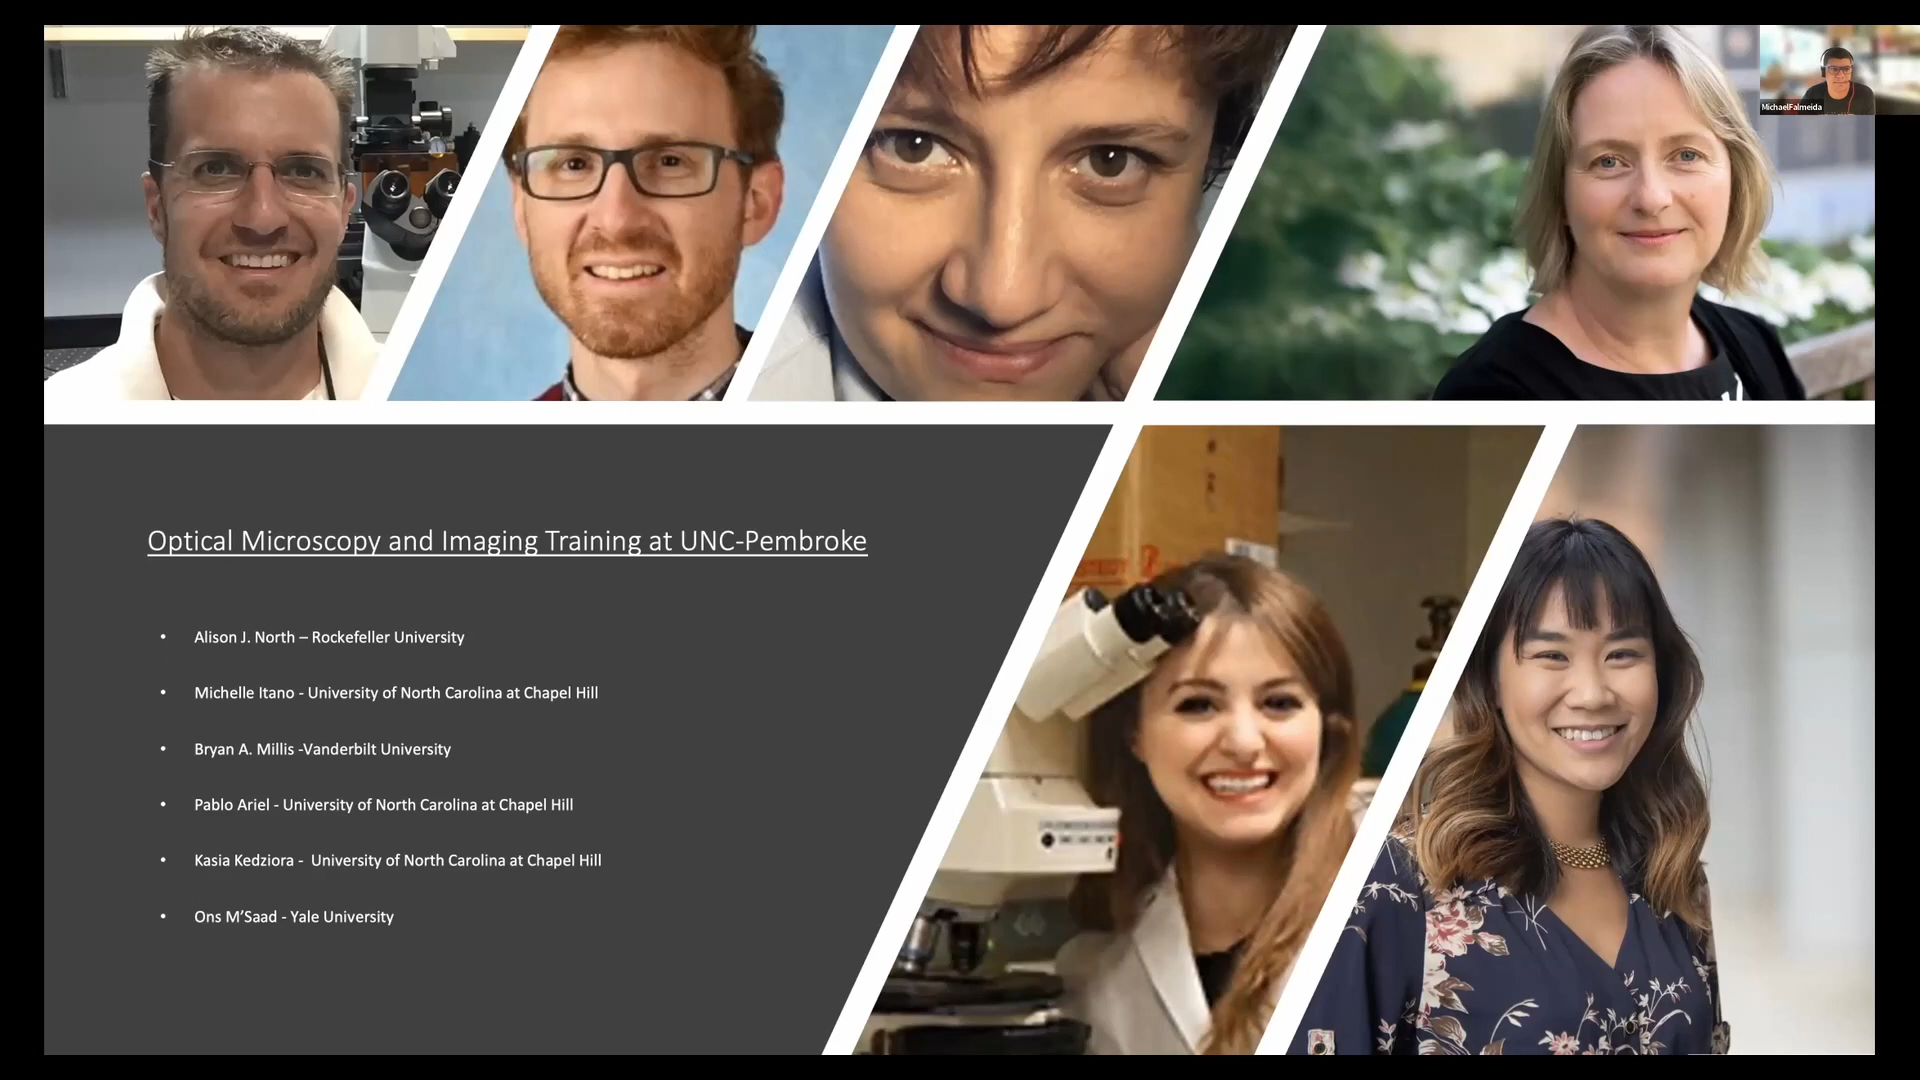 MichaelFalmeida
Optical Microscopy and Imaging Training at UNC-Pembroke
• Alison J. North – Rockefeller University
• Michelle Itano - University of North Carolina at Chapel Hill
• Bryan A. Millis -Vanderbilt University
• Pablo Ariel - University of North Carolina at Chapel Hill
• Kasia Kedziora -  University of North Carolina at Chapel Hill
• Ons M’Saad - Yale University